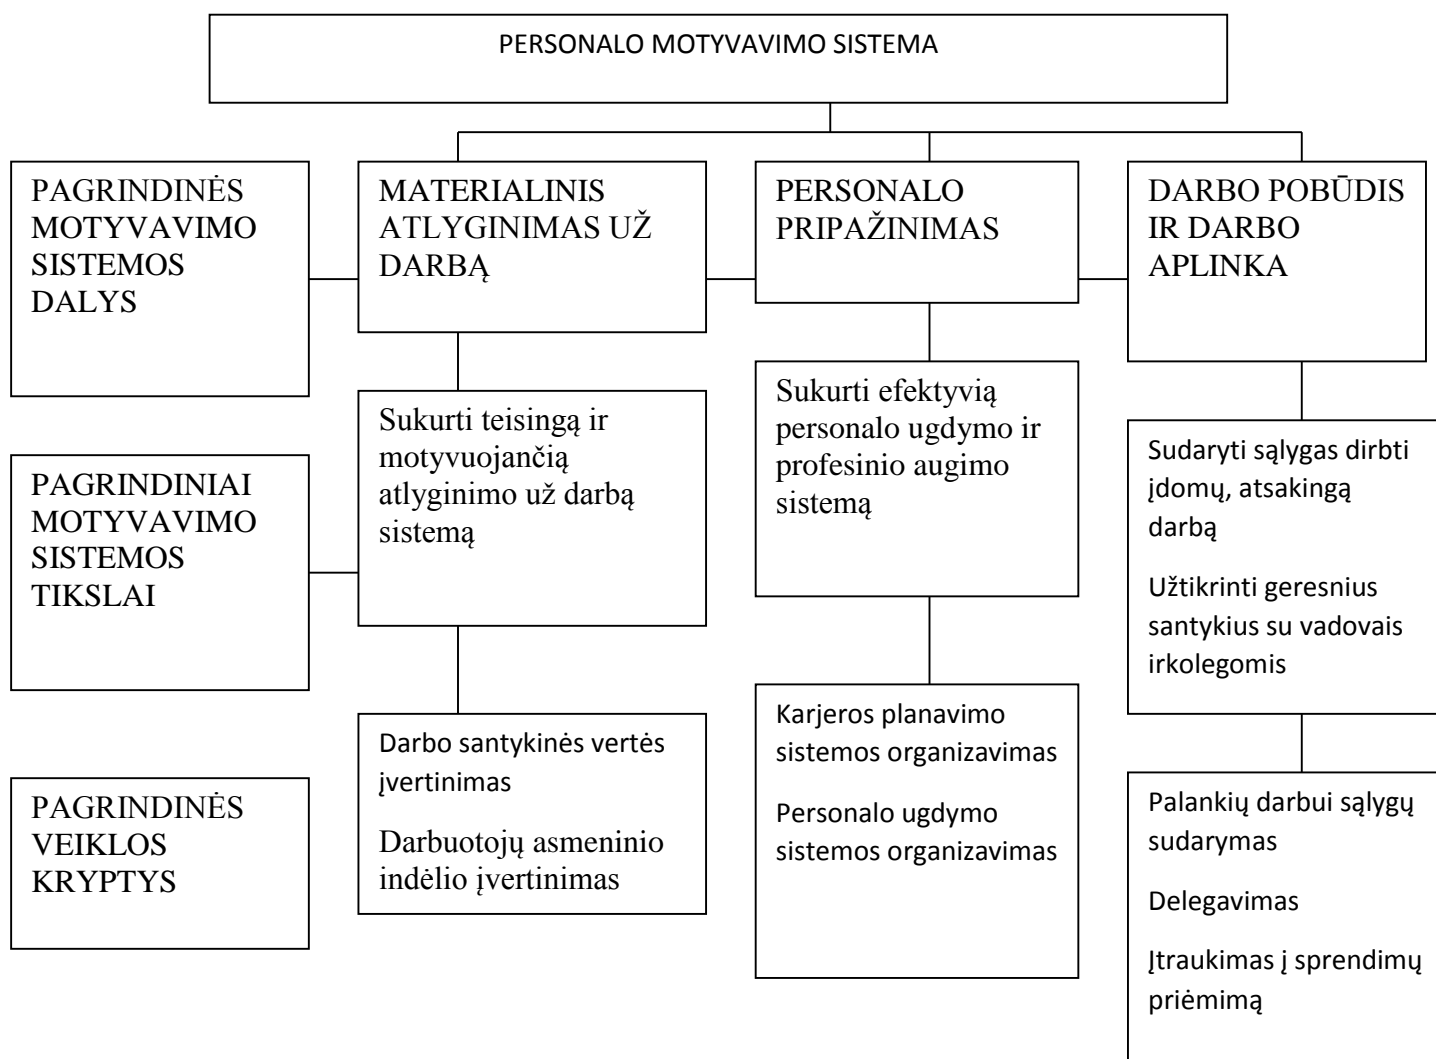 PERSONALO MOTYVAVIMO SISTEMA
PAGRINDINĖS
MOTYVAVIMO
SISTEMOS
DALYS
MATERIALINIS
ATLYGINIMAS UŽ
DARBĄ
PERSONALO
PRIPAŽINIMAS
DARBO POBŪDIS
IR DARBO
APLINKA
PAGRINDINIAI
MOTYVAVIMO
SISTEMOS
TIKSLAI
Sukurti teisingą ir
motyvuojančią
atlyginimo už darbą
sistemą
Sukurti efektyvią
personalo ugdymo ir
profesinio augimo
sistemą
Sudaryti sąlygas dirbti
įdomų, atsakingą
darbą
Užtikrinti geresnius
santykius su vadovais
irkolegomis
PAGRINDINĖS
VEIKLOS
KRYPTYS
Darbo santykinės vertės
įvertinimas
Darbuotojų asmeninio
indėlio įvertinimas
Karjeros planavimo
sistemos organizavimas
Personalo ugdymo
sistemos organizavimas
Palankių darbui sąlygų
sudarymas
Delegavimas
Įtraukimas į sprendimų
priėmimą